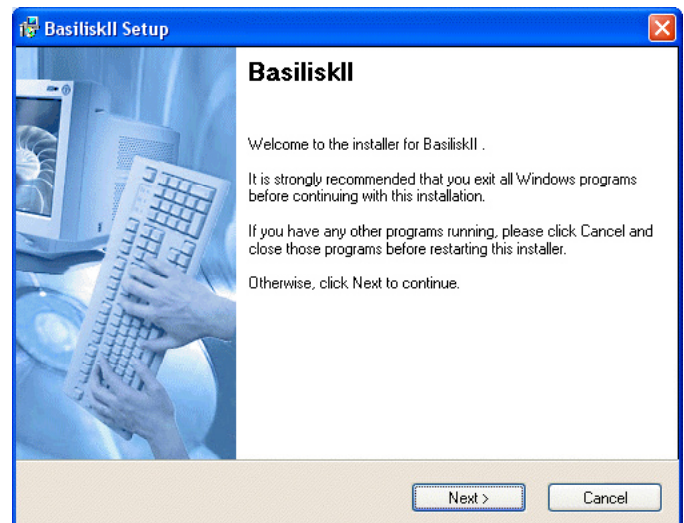 BasiliskII Setup
BasiliskII
Welcome to the installer for BasiliskII .
It is strongly recommended that you exit all Windows programs
before continuing with this installation.
If you have any other programs running, please click Cancel and
close those programs before restarting this installer.
Otherwise, click Next to continue.
Next >
Cancel